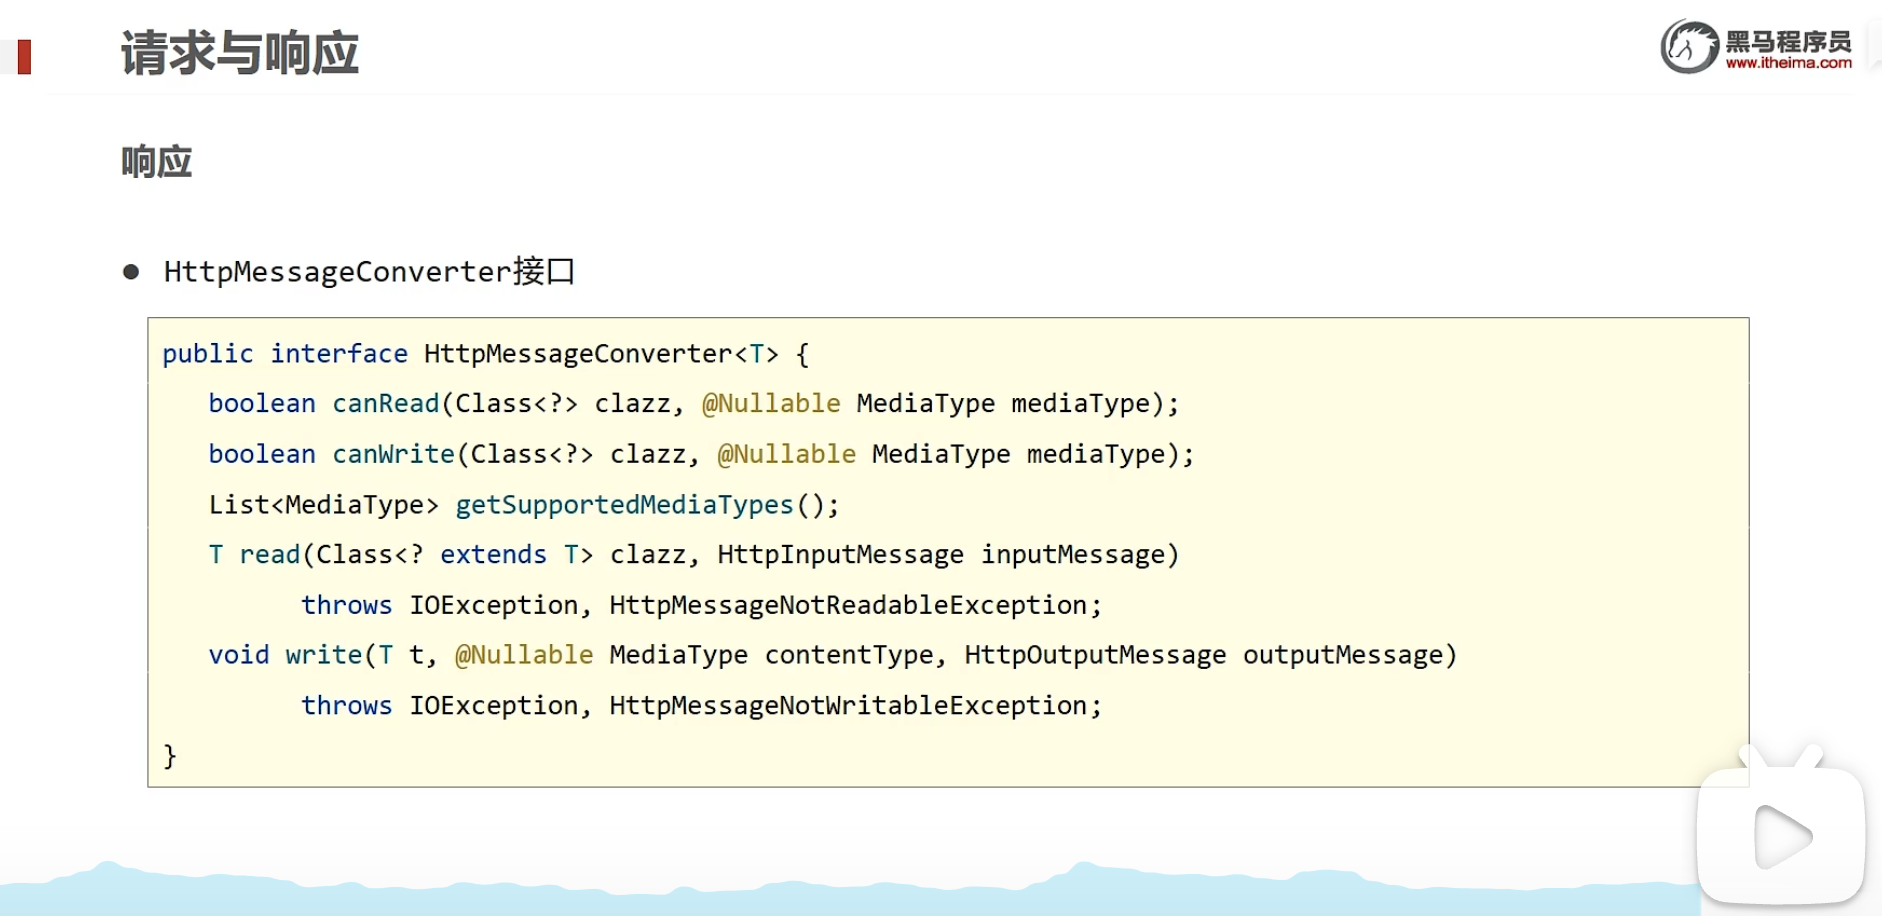 请求与响应
黑马程序员
www.itheima.com
响应
● HttpMessageConverter接口
public interface HttpMessageConverter<T> {
boolean canRead(Class<?> clazz, @Nullable MediaType mediaType);
boolean canWrite(Class<?> clazz, @Nullable MediaType mediaType);
List<MediaType> getSupportedMediaTypes();
T read(Class<? extends T> clazz, HttpInputMessage inputMessage)
throws IOException, HttpMessageNotReadableException;
void write(T t, @Nullable MediaType contentType, HttpOutputMessage outputMessage)
throws IOException, HttpMessageNotWritableException;
}